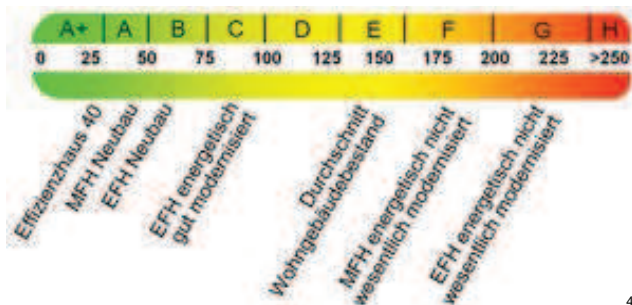 A+ A B C D E F G H
0 25 50 75 100 125 150 175 200 225 >250
Effizienzhaus 40
MFH Neubau
EFH Neubau
EFH energetisch
gut modernisiert
Durchschnitt
Wohngebäudebestand
MFH energetisch nicht
wesentlich modernisiert
EFH energetisch nicht
wesentlich modernisiert
4